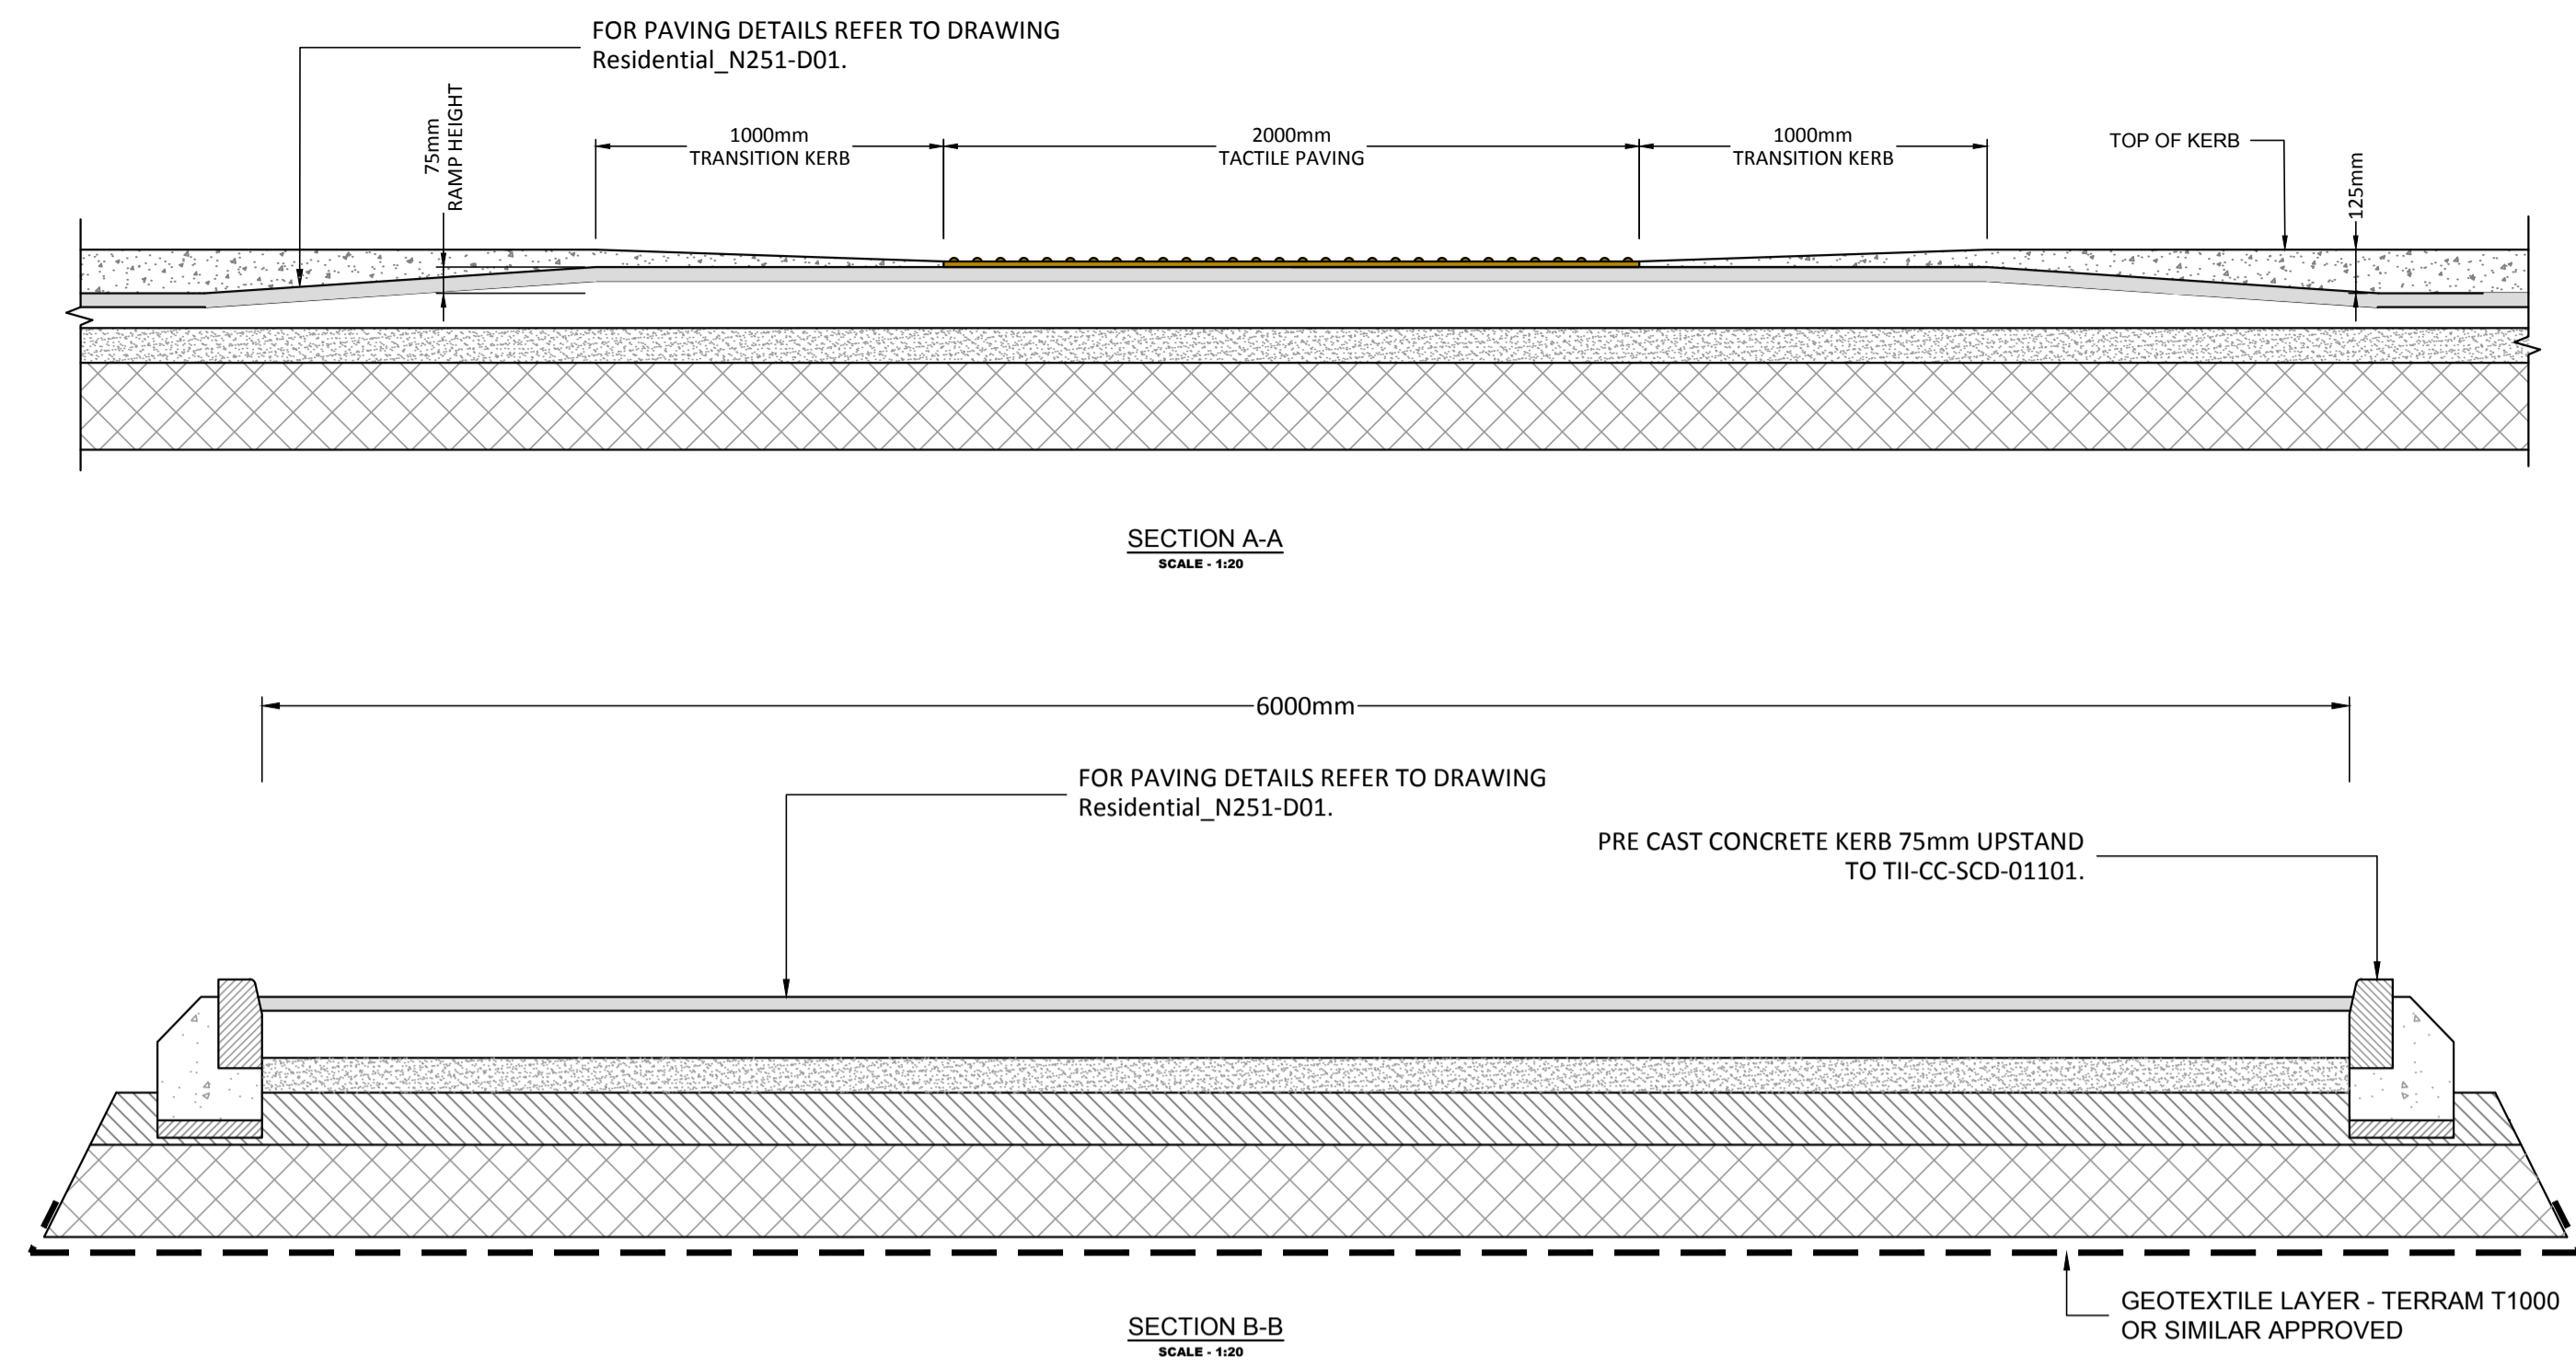 FOR PAVING DETAILS REFER TO DRAWING
Residential_N251-D01.
75mm
RAMP HEIGHT
1000mm
TRANSITION KERB
2000mm
TACTILE PAVING
1000mm
TRANSITION KERB
TOP OF KERB
125mm
SECTION A-A
SCALE - 1:20
6000mm
FOR PAVING DETAILS REFER TO DRAWING
Residential_N251-D01.
PRE CAST CONCRETE KERB 75mm UPSTAND
TO TII-CC-SCD-01101.
GEOTEXTILE LAYER - TERRAM T1000
OR SIMILAR APPROVED
SECTION B-B
SCALE - 1:20